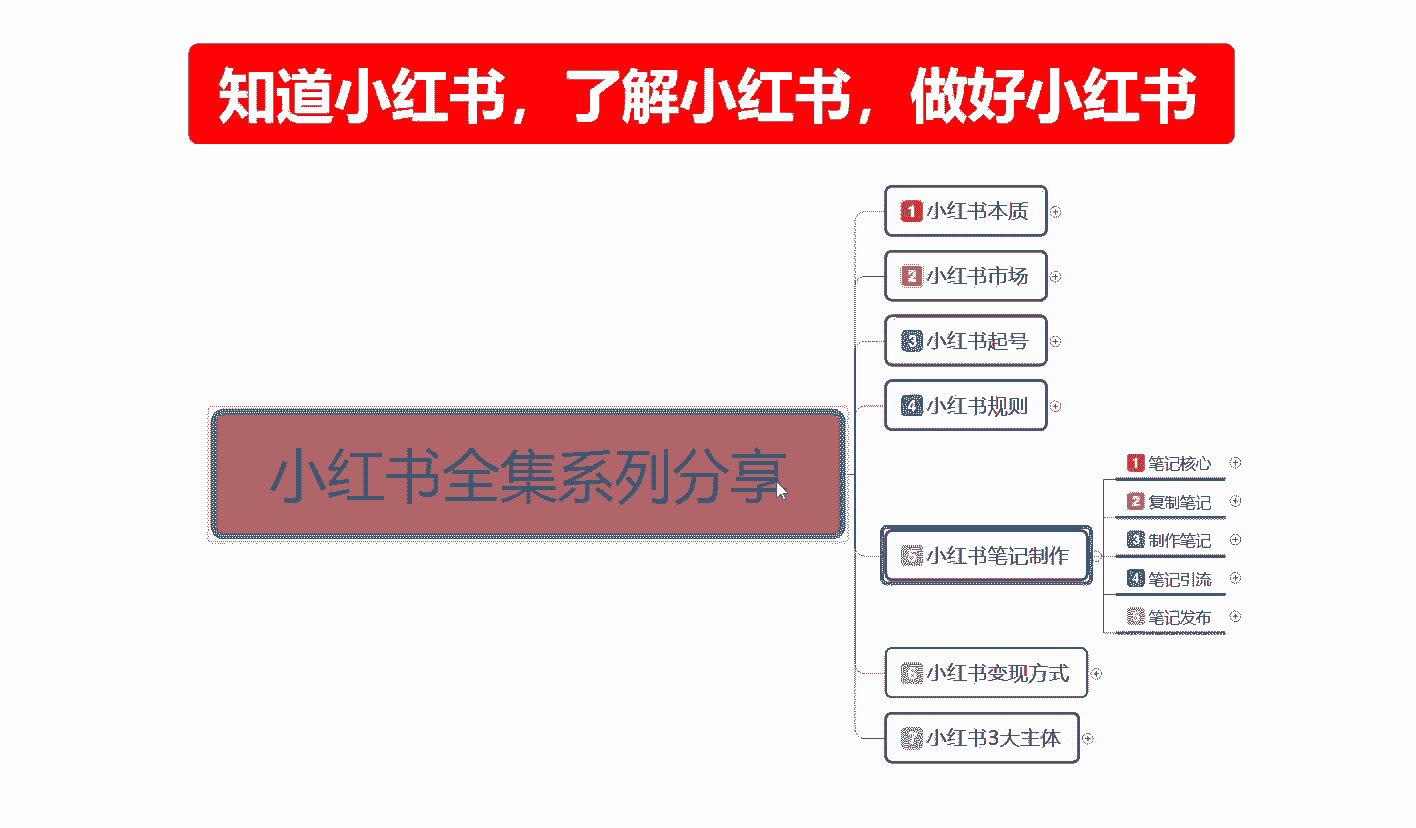 知道小红书，了解小红书，做好小红书
小红书全集系列分享
1 小红书本质
2 小红书市场
3 小红书起号
4 小红书规则
5 小红书笔记制作
1 笔记核心
2 复制笔记
3 制作笔记
4 笔记引流
5 笔记发布
6 小红书变现方式
7 小红书3大主体